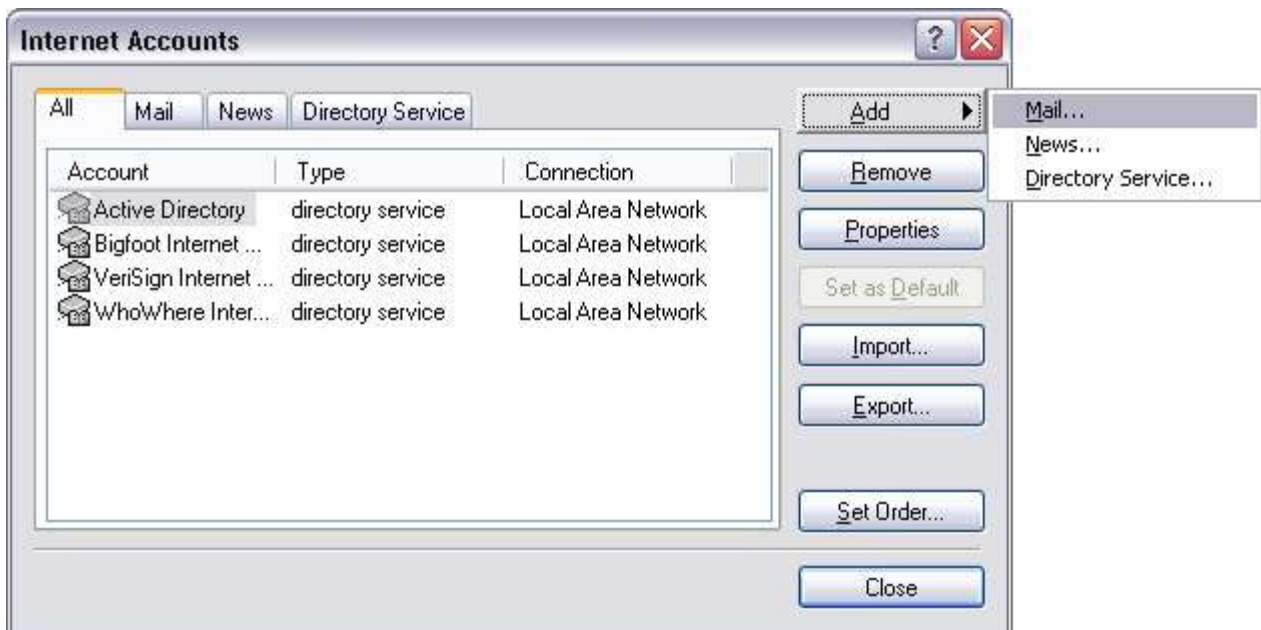 Internet Accounts
?
All Mail News Directory Service
Add
Mail...
News...
Directory Service...
Account Type Connection
Active Directory directory service Local Area Network
Bigfoot Internet ... directory service Local Area Network
VeriSign Internet ... directory service Local Area Network
WhoWhere Inter... directory service Local Area Network
Remove
Properties
Set as Default
Import...
Export...
Set Order...
Close